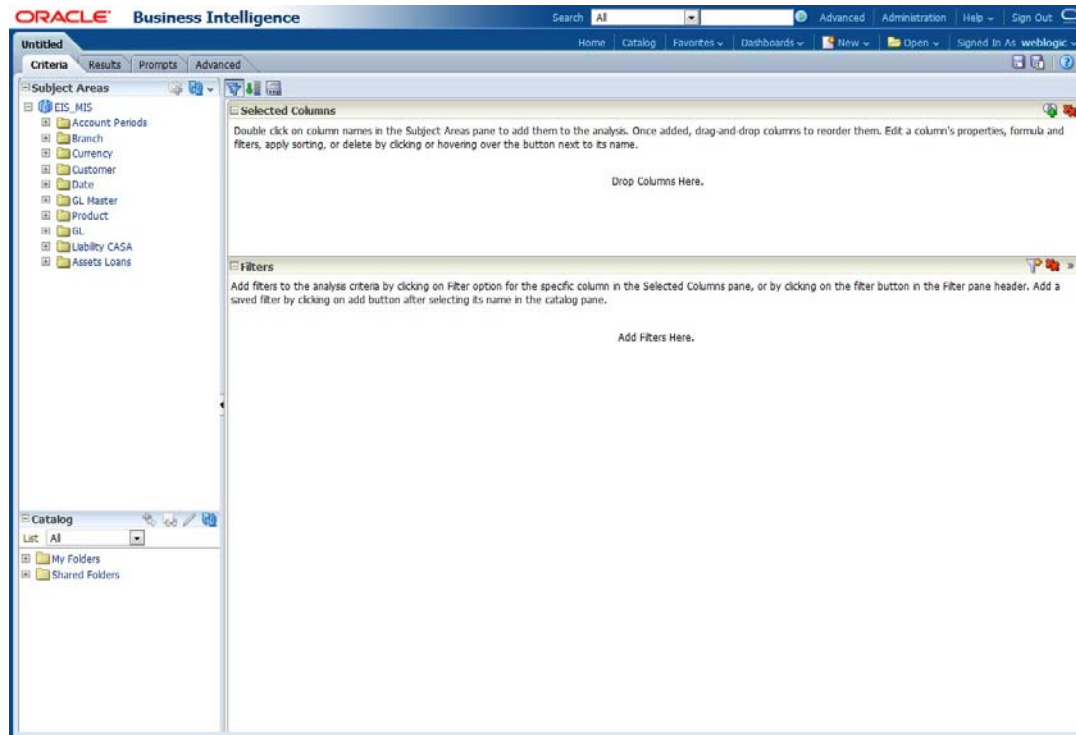 ORACLE Business Intelligence
Search All Advanced Administration Help Sign Out
Untitled
Home Catalog Favorites Dashboards New Open Signed In As weblogic
Criteria Results Prompts Advanced
Subject Areas
EIS_MIS
Account Periods
Branch
Currency
Customer
Date
GL Master
Product
GL
Liability CASA
Assets Loans
Catalog
List All
My Folders
Shared Folders
Selected Columns
Double click on column names in the Subject Areas pane to add them to the analysis. Once added, drag-and-drop columns to reorder them. Edit a column's properties, formula and
filters, apply sorting, or delete by clicking or hovering over the button next to its name.
Drop Columns Here.
Filters
Add filters to the analysis criteria by clicking on Filter option for the specific column in the Selected Columns pane, or by clicking on the filter button in the Filter pane header. Add a
saved filter by clicking on add button after selecting its name in the catalog pane.
Add Filters Here.